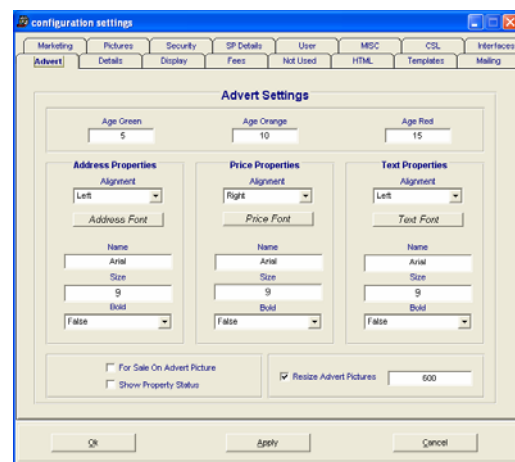 configuration settings
Marketing Pictures Security SP Details User MISC CSL Interfaces
Advert Details Display Fees Not Used HTML Templates Mailing
Advert Settings
Age Green Age Orange Age Red
5 10 15
Address Properties Price Properties Text Properties
Alignment Alignment Alignment
Left Right Left
Address Font Price Font Text Font
Name Name Name
Arial Arial Arial
Size Size Size
9 9 9
Bold Bold Bold
False False False
For Sale On Advert Picture
Resize Advert Pictures 600
Show Property Status
Ok Apply Cancel